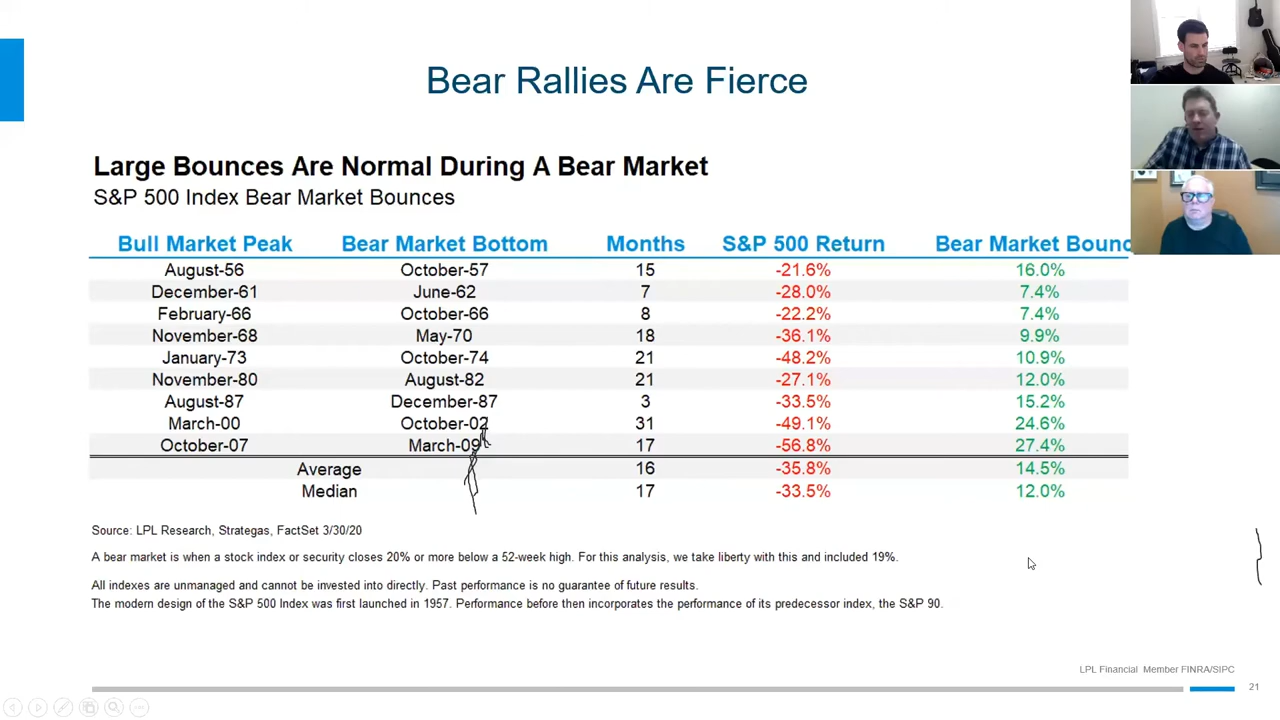 Bear Rallies Are Fierce
Large Bounces Are Normal During A Bear Market
S&P 500 Index Bear Market Bounces
Bull Market Peak Bear Market Bottom Months S&P 500 Return Bear Market Bounc
August-56 October-57 15 -21.6% 16.0%
December-61 June-62 7 -28.0% 7.4%
February-66 October-66 8 -22.2% 7.4%
November-68 May-70 18 -36.1% 9.9%
January-73 October-74 21 -48.2% 10.9%
November-80 August-82 21 -27.1% 12.0%
August-87 December-87 3 -33.5% 15.2%
March-00 October-02 31 -49.1% 24.6%
October-07 March-09 17 -56.8% 27.4%
Average 16 -35.8% 14.5%
Median 17 -33.5% 12.0%
Source: LPL Research, Strategas, FactSet 3/30/20
A bear market is when a stock index or security closes 20% or more below a 52-week high. For this analysis, we take liberty with this and included 19%.
All indexes are unmanaged and cannot be invested into directly. Past performance is no guarantee of future results.
The modern design of the S&P 500 Index was first launched in 1957. Performance before then incorporates the performance of its predecessor index, the S&P 90.
LPL Financial Member FINRA/SIPC
21